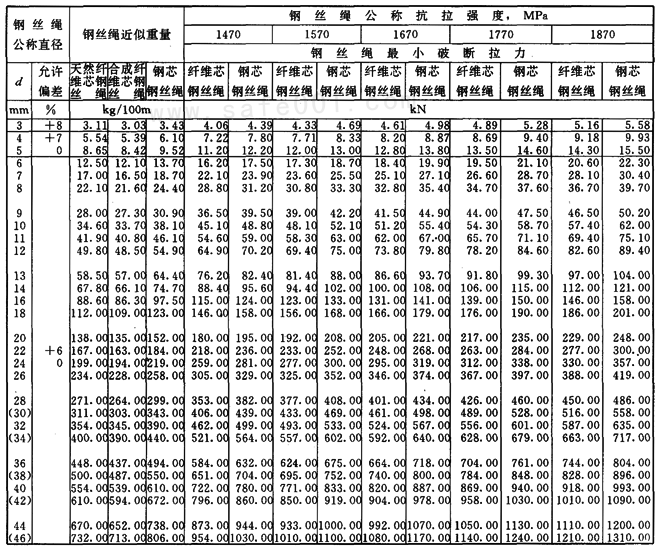 钢丝绳公称直径 钢丝绳近似重量 钢丝绳公称抗拉强度，MPa
1470 1570 1670 1770 1870
钢丝绳最小破断拉力
d 允许偏差 天然纤维芯钢丝绳 合成纤维芯钢丝绳 钢芯钢丝绳 纤维芯钢丝绳 钢芯钢丝绳 纤维芯钢丝绳 钢芯钢丝绳 纤维芯钢丝绳 钢芯钢丝绳 纤维芯钢丝绳 钢芯钢丝绳 纤维芯钢丝绳 钢芯钢丝绳
mm % kg/100m kN
3 +8 3.11 3.03 3.43 4.06 4.39 4.33 4.69 4.61 4.98 4.89 5.28 5.16 5.58
4 +7 5.54 5.39 6.10 7.22 7.80 7.71 8.33 8.20 8.87 8.69 9.40 9.18 9.93
5 0 8.65 8.42 9.52 11.20 12.20 12.00 13.00 12.80 13.80 13.50 14.60 14.30 15.50
6 12.50 12.10 13.70 16.20 17.50 17.30 18.70 18.40 19.90 19.50 21.10 20.60 22.30
7 17.00 16.50 18.70 22.10 23.90 23.60 25.50 25.10 27.10 26.60 28.70 28.10 30.40
8 22.10 21.60 24.40 28.80 31.20 30.80 33.30 32.80 35.40 34.70 37.60 36.70 39.70
9 28.00 27.30 30.90 36.50 39.50 39.00 42.20 41.50 44.90 44.00 47.50 46.50 50.20
10 34.60 33.70 38.10 45.10 48.80 48.10 52.10 51.20 55.40 54.30 58.70 57.40 62.00
11 41.90 40.80 46.10 54.60 59.00 58.30 63.00 62.00 67.00 65.70 71.10 69.40 75.10
12 49.80 48.50 54.90 64.90 70.20 69.40 75.00 73.80 79.80 78.20 84.60 82.60 89.40
13 58.50 57.00 64.40 76.20 82.40 81.40 88.00 86.60 93.70 91.80 99.30 97.00 104.00
14 67.80 66.10 74.70 88.40 95.60 94.40 102.00 100.00 108.00 106.00 115.00 112.00 121.00
16 88.60 86.30 97.50 115.00 124.00 123.00 133.00 131.00 141.00 139.00 150.00 146.00 158.00
18 112.00 109.00 123.00 146.00 158.00 156.00 168.00 166.00 179.00 176.00 190.00 186.00 201.00
20 138.00 135.00 152.00 180.00 195.00 192.00 208.00 205.00 221.00 217.00 235.00 229.00 248.00
22 +6 167.00 163.00 184.00 218.00 236.00 233.00 252.00 248.00 268.00 263.00 284.00 277.00 300.00
24 0 199.00 194.00 219.00 259.00 281.00 277.00 300.00 295.00 319.00 312.00 338.00 330.00 357.00
26 234.00 228.00 258.00 305.00 329.00 325.00 352.00 346.00 374.00 367.00 397.00 388.00 419.00
28 271.00 264.00 299.00 353.00 382.00 377.00 408.00 401.00 434.00 426.00 460.00 450.00 486.00
(30) 311.00 303.00 343.00 406.00 439.00 433.00 469.00 461.00 498.00 489.00 528.00 516.00 558.00
32 354.00 345.00 390.00 462.00 499.00 493.00 533.00 524.00 567.00 556.00 601.00 587.00 635.00
(34) 400.00 390.00 440.00 521.00 564.00 557.00 602.00 592.00 640.00 628.00 679.00 663.00 717.00
36 448.00 437.00 494.00 584.00 632.00 624.00 675.00 664.00 718.00 704.00 761.00 744.00 804.00
(38) 500.00 487.00 550.00 651.00 704.00 695.00 752.00 740.00 800.00 784.00 848.00 828.00 896.00
40 554.00 539.00 610.00 722.00 780.00 771.00 833.00 820.00 887.00 869.00 940.00 918.00 993.00
(42) 610.00 594.00 672.00 796.00 860.00 850.00 919.00 904.00 978.00 958.00 1030.00 1010.00 1090.00
44 670.00 652.00 738.00 873.00 944.00 933.00 1000.00 992.00 1070.00 1050.00 1130.00 1110.00 1200.00
(46) 732.00 713.00 806.00 954.00 1030.00 1010.00 1100.00 1080.00 1170.00 1140.00 1240.00 1210.00 1310.00